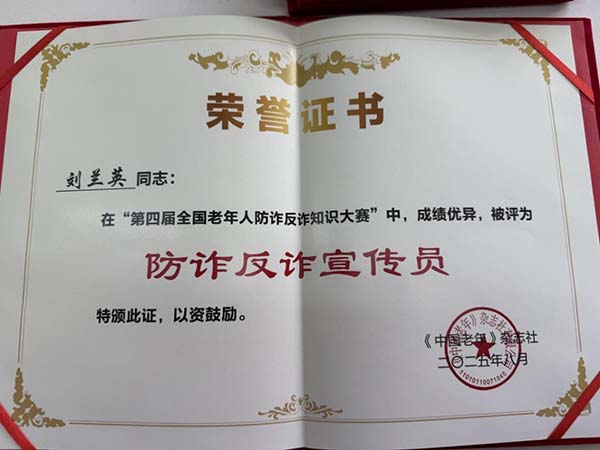 荣誉证书
刘兰英同志：
在“第四届全国老年人防诈反诈知识大赛”中，成绩优异，被评为
防诈反诈宣传员
特颁此证，以资鼓励。
《中国老年》杂志社
二〇二五年八月